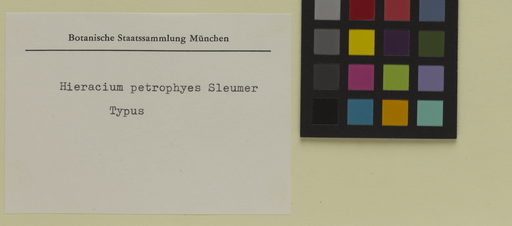 Botanische Staatssammlung München
Hieracium petrophyes Sleumer
Typus